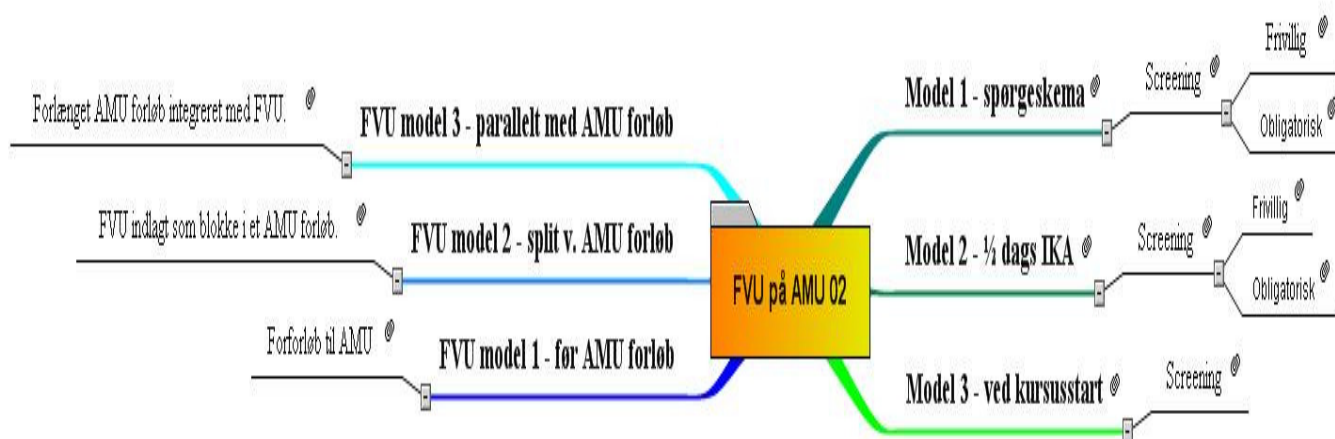 FVU på AMU 02
Model 1 - spørgeskema
Screening
Frivillig
Obligatorisk
Model 2 - ½ dags IKA
Screening
Frivillig
Obligatorisk
Model 3 - ved kursusstart
Screening
FVU model 3 - parallelt med AMU forløb
Forlænget AMU forløb integreret med FVU.
FVU model 2 - split v. AMU forløb
FVU indlagt som blokke i et AMU forløb.
FVU model 1 - før AMU forløb
Forforløb til AMU